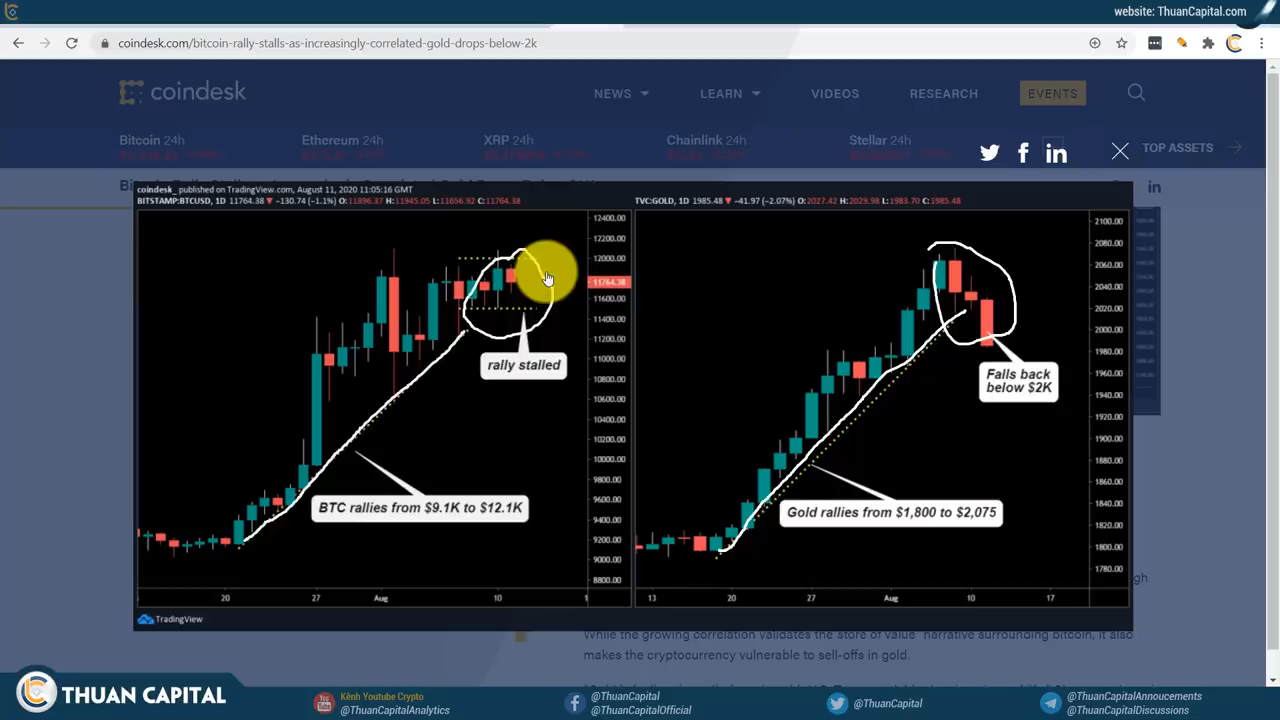 website: ThuanCapital.com
coindesk.com/bitcoin-rally-stalls-as-increasingly-correlated-gold-drops-below-2k
coindesk
NEWS
LEARN
VIDEOS
RESEARCH
EVENTS
Bitcoin 24h
Ethereum 24h
XRP 24h
Chainlink 24h
Stellar 24h
TOP ASSETS
coindesk_ published on TradingView.com, August 11, 2020 11:05:16 GMT
BITSTAMP:BTCUSD, 1D 11764.38 ▼ −130.74 (−1.1%) O:11896.37 H:11945.05 L:11656.92 C:11764.38
TVC:GOLD, 1D 1985.48 ▼ −41.97 (−2.07%) O:2027.42 H:2029.98 L:1983.70 C:1985.48
12400.00
12200.00
12000.00
11764.38
11600.00
11400.00
11200.00
11000.00
10800.00
10600.00
10400.00
10200.00
10000.00
9800.00
9600.00
9400.00
9200.00
9000.00
8800.00
rally stalled
BTC rallies from $9.1K to $12.1K
20
27
Aug
10
2100.00
2080.00
2060.00
2040.00
2020.00
2000.00
1980.00
1960.00
1940.00
1920.00
1900.00
1880.00
1860.00
1840.00
1820.00
1800.00
1780.00
Falls back
below $2K
Gold rallies from $1,800 to $2,075
13
20
27
Aug
10
17
TradingView
While the growing correlation validates the "store of value" narrative surrounding bitcoin, it also
makes the cryptocurrency vulnerable to sell-offs in gold.
THUAN CAPITAL
Kênh Youtube Crypto
@ThuanCapitalAnalytics
@ThuanCapital
@ThuanCapitalOfficial
@ThuanCapital
@ThuanCapitalAnnoucements
@ThuanCapitalDiscussions